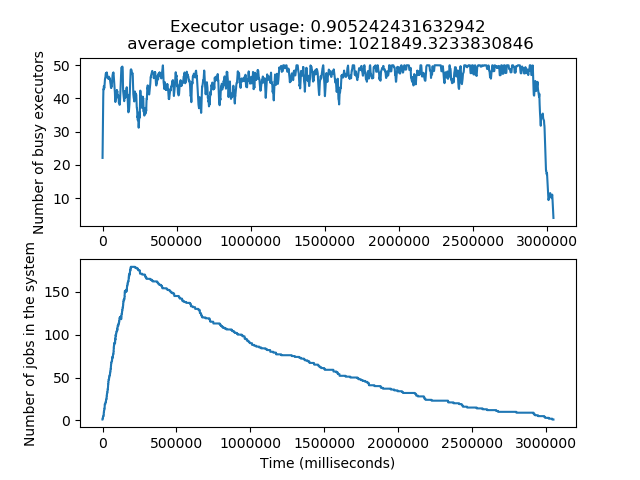 Executor usage: 0.905242431632942
average completion time: 1021849.3233830846
Number of busy executors
50
40
30
20
10
0 500000 1000000 1500000 2000000 2500000 3000000
Number of jobs in the system
150
100
50
0
0 500000 1000000 1500000 2000000 2500000 3000000
Time (milliseconds)